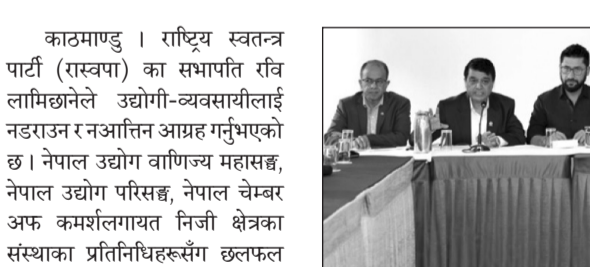 काठमाण्डु । राष्ट्रिय स्वतन्त्र
पार्टी (रास्वपा) का सभापति रवि
लामिछानेले उद्योगी-व्यवसायीलाई
नडराउन र नआत्तिन आग्रह गर्नुभएको
छ । नेपाल उद्योग वाणिज्य महासङ्घ,
नेपाल उद्योग परिसङ्घ, नेपाल चेम्बर
अफ कमर्शलगायत निजी क्षेत्रका
संस्थाका प्रतिनिधिहरूसँग छलफल